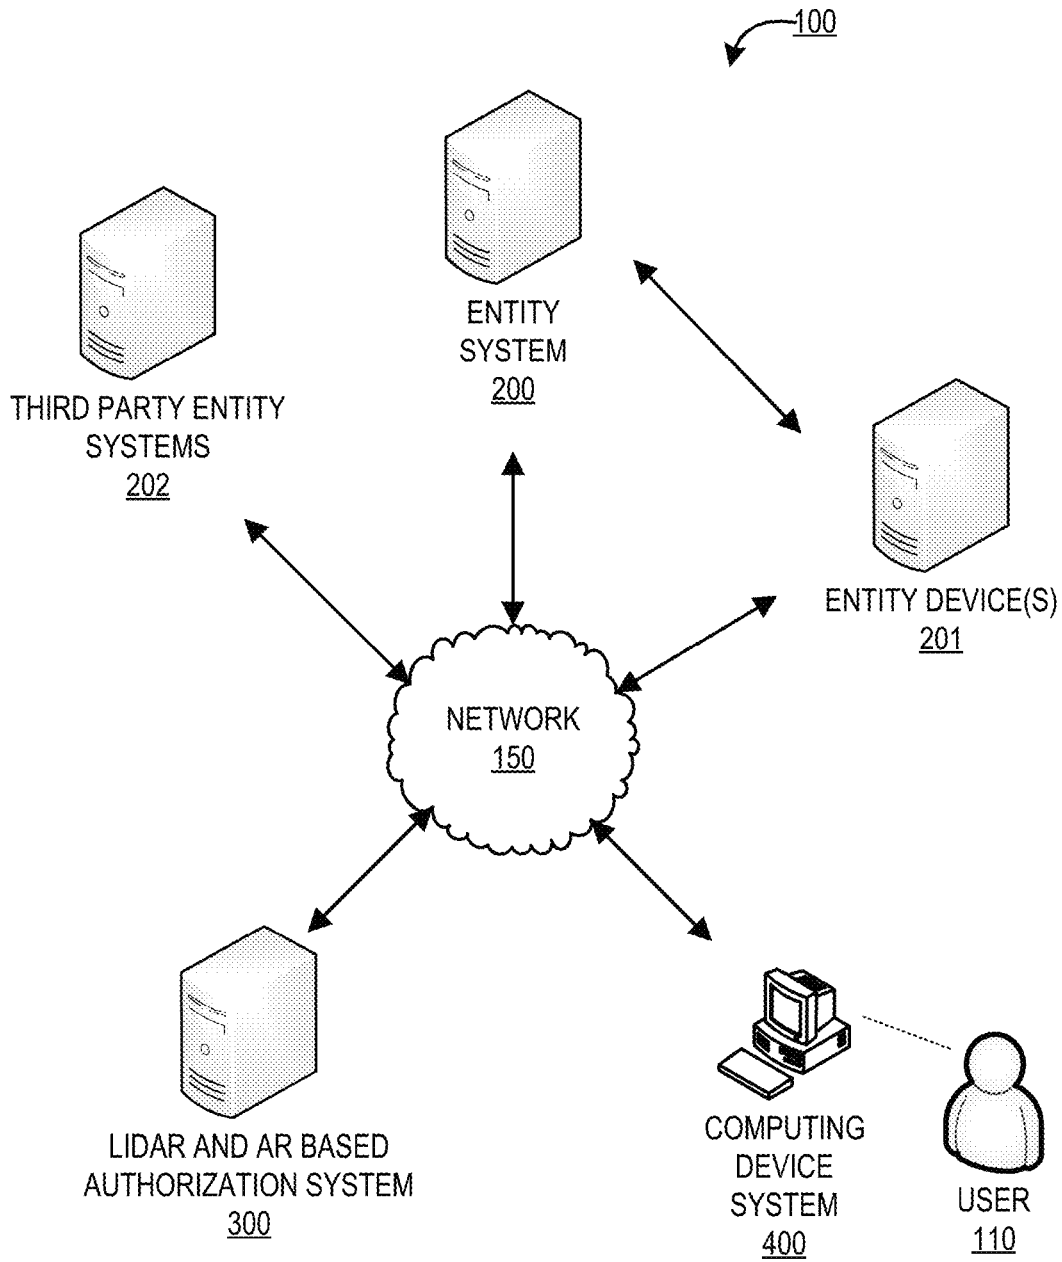 100
ENTITY
SYSTEM
200
THIRD PARTY ENTITY
SYSTEMS
202
ENTITY DEVICE(S)
201
NETWORK
150
LIDAR AND AR BASED
AUTHORIZATION SYSTEM
300
COMPUTING
DEVICE
SYSTEM
400
USER
110